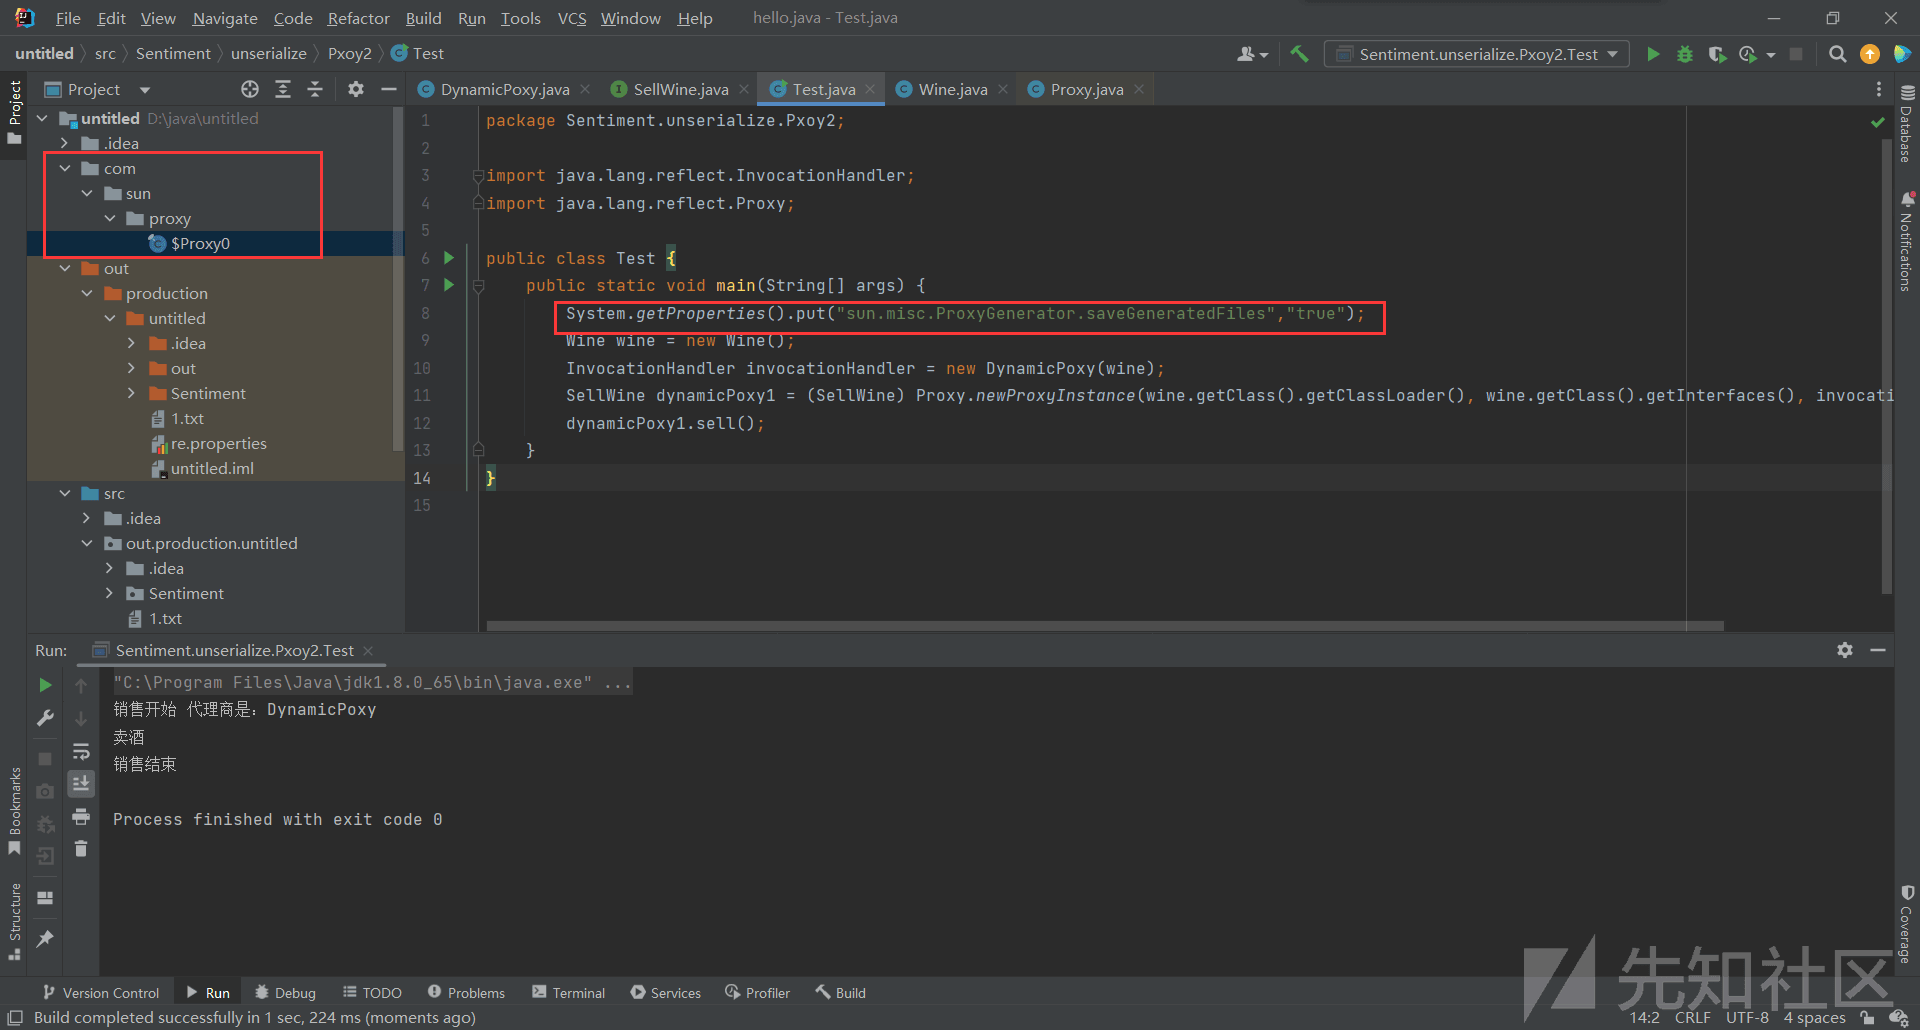 File Edit View Navigate Code Refactor Build Run Tools VCS Window Help hello.java - Test.java
untitled src Sentiment unserialize Pxoy2 Test
Sentiment.unserialize.Pxoy2.Test
Project
Project
DynamicPoxy.java
SellWine.java
Test.java
Wine.java
Proxy.java
untitled D:\java\untitled
.idea
com
sun
proxy
$Proxy0
out
production
untitled
.idea
out
Sentiment
1.txt
re.properties
untitled.iml
src
.idea
out.production.untitled
.idea
Sentiment
1.txt
1 package Sentiment.unserialize.Pxoy2;
2
3 import java.lang.reflect.InvocationHandler;
4 import java.lang.reflect.Proxy;
5
6 public class Test {
7 public static void main(String[] args) {
8 System.getProperties().put("sun.misc.ProxyGenerator.saveGeneratedFiles","true");
9 Wine wine = new Wine();
10 InvocationHandler invocationHandler = new DynamicPoxy(wine);
11 SellWine dynamicPoxy1 = (SellWine) Proxy.newProxyInstance(wine.getClass().getClassLoader(), wine.getClass().getInterfaces(), invocati
12 dynamicPoxy1.sell();
13 }
14 }
15
Database
Notifications
Run: Sentiment.unserialize.Pxoy2.Test
"C:\Program Files\Java\jdk1.8.0_65\bin\java.exe" ...
销售开始 代理商是：DynamicPoxy
卖酒
销售结束
Process finished with exit code 0
Bookmarks
Structure
Coverage
先知社区
Version Control Run Debug TODO Problems Terminal Services Profiler Build
Build completed successfully in 1 sec, 224 ms (moments ago)
14:2 CRLF UTF-8 4 spaces